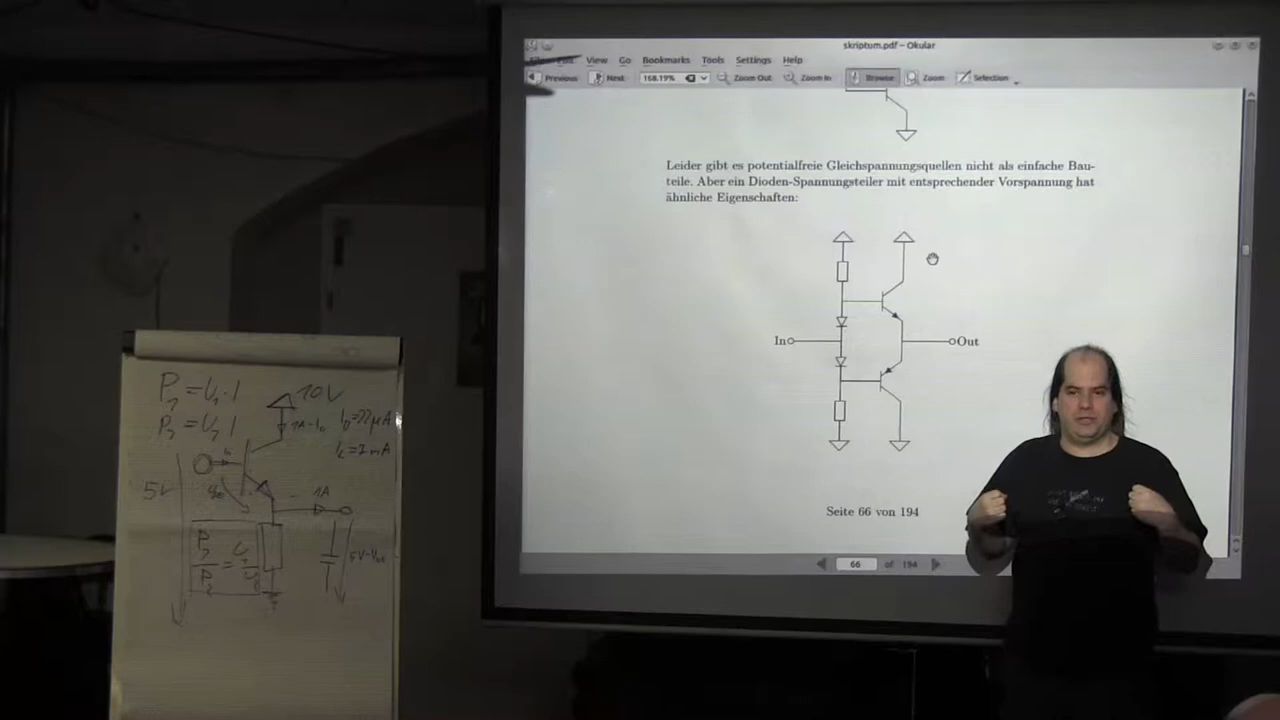 skriptum.pdf – Okular
View Go Bookmarks Tools Settings Help
Previous Next 168.19% Zoom Out Zoom In Browse Zoom Selection
Leider gibt es potentialfreie Gleichspannungsquellen nicht als einfache Bau-
teile. Aber ein Dioden-Spannungsteiler mit entsprechender Vorspannung hat
ähnliche Eigenschaften:
In
Out
Seite 66 von 194
66 of 194
10V
5V
1A